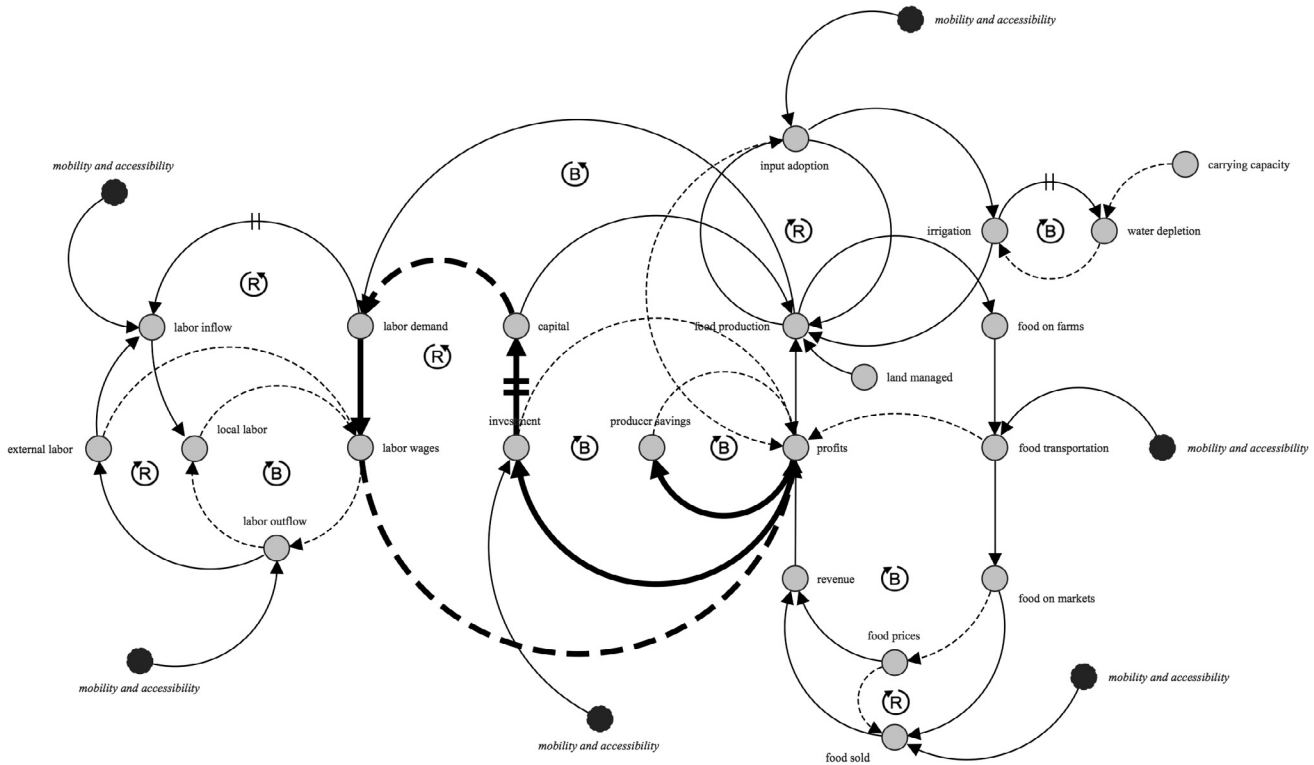 mobility and accessibility
mobility and accessibility
input adoption
carrying capacity
B
R
irrigation
B
water depletion
R
labor inflow
labor demand
capital
food production
food on farms
R
land managed
local labor
investment
producer savings
external labor
labor wages
profits
food transportation
mobility and accessibility
R
B
B
B
labor outflow
revenue
B
food on markets
food prices
mobility and accessibility
mobility and accessibility
R
mobility and accessibility
food sold